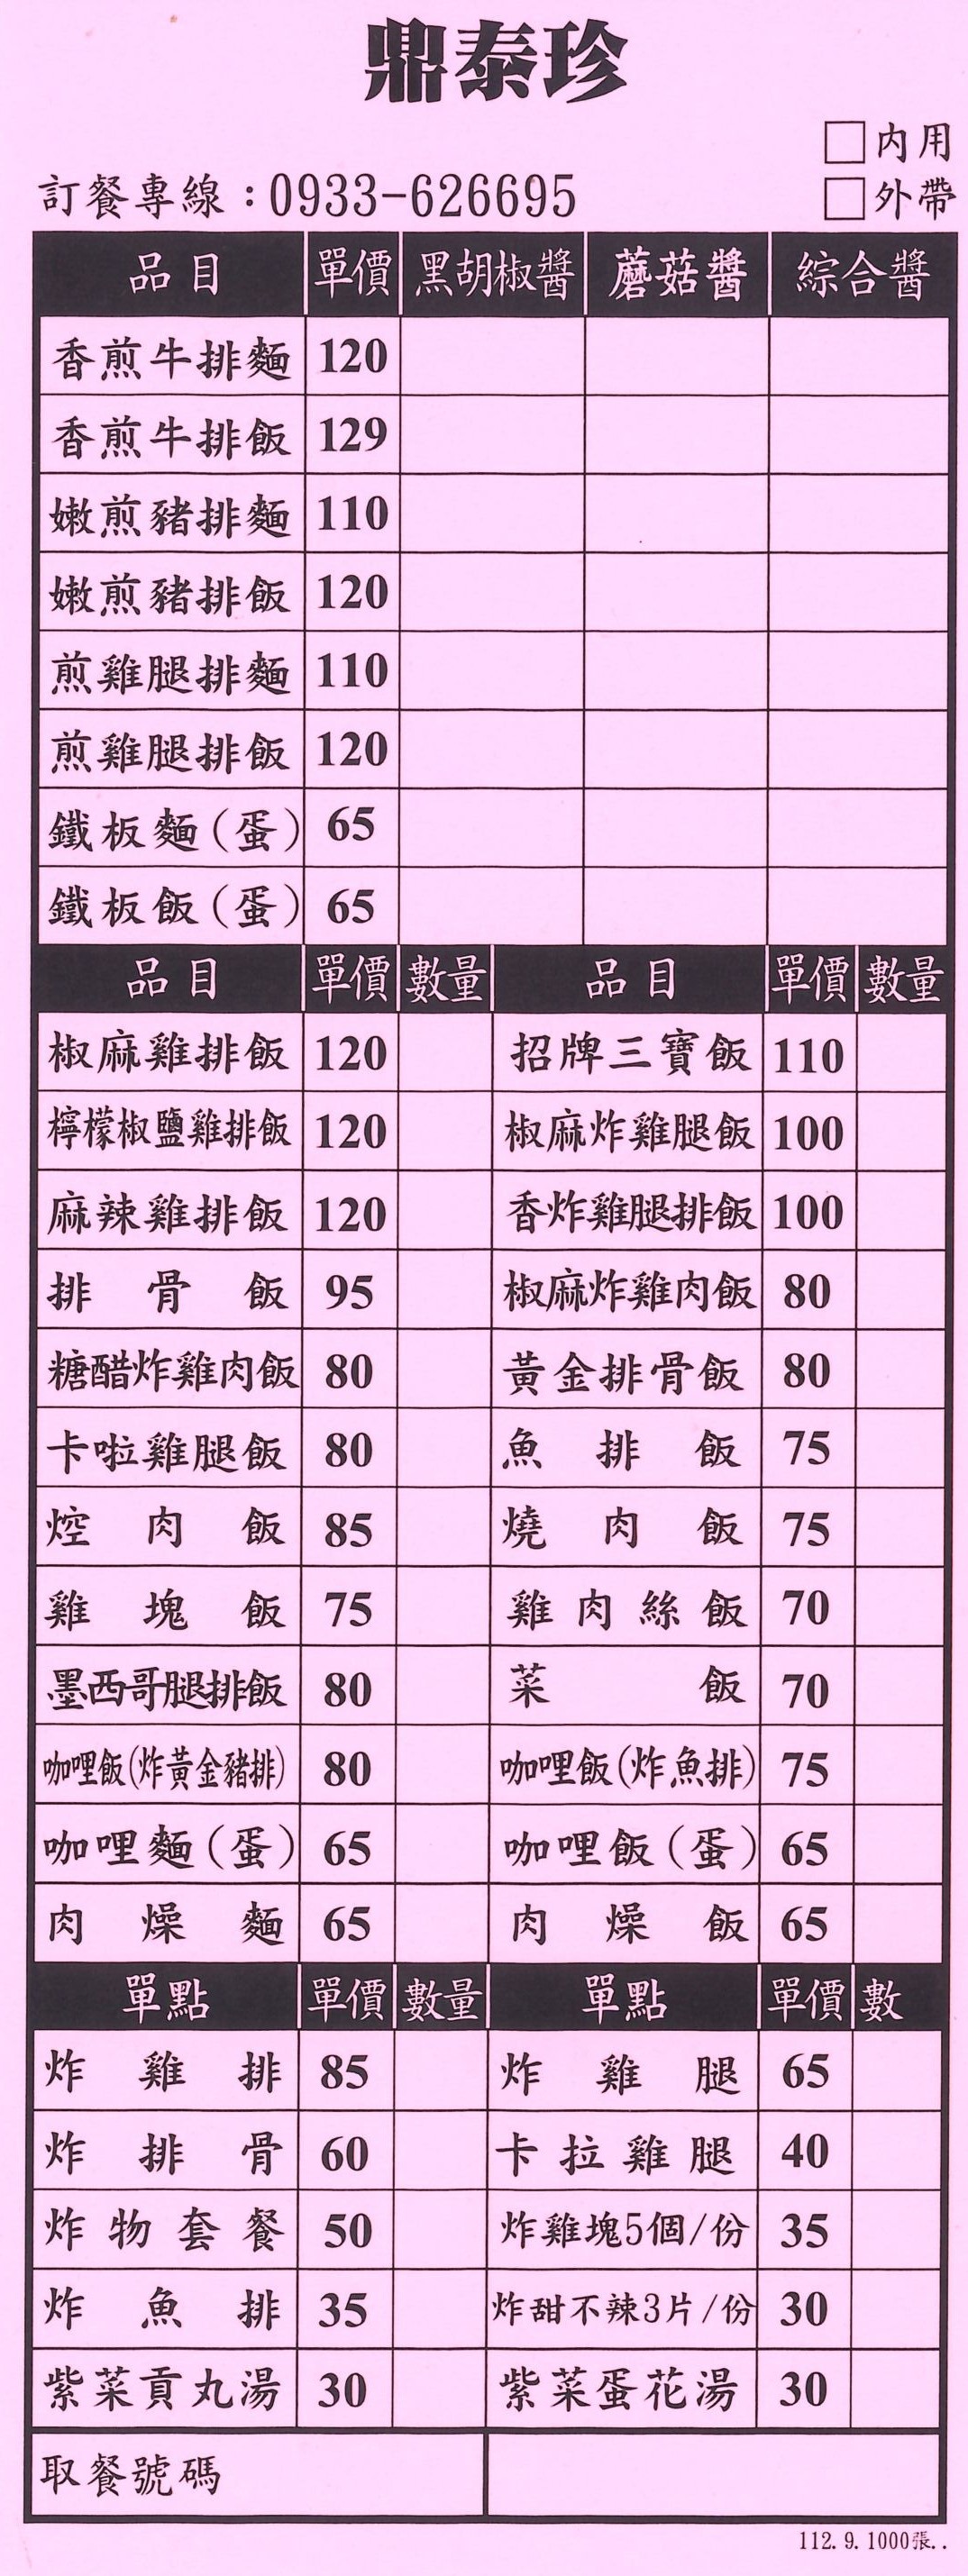 鼎泰珍
□內用
訂餐專線：0933-626695 □外帶
品目 單價 黑胡椒醬 蘑菇醬 綜合醬
香煎牛排麵 120
香煎牛排飯 129
嫩煎豬排麵 110
嫩煎豬排飯 120
煎雞腿排麵 110
煎雞腿排飯 120
鐵板麵(蛋) 65
鐵板飯(蛋) 65
品目 單價 數量 品目 單價 數量
椒麻雞排飯 120 招牌三寶飯 110
檸檬椒鹽雞排飯 120 椒麻炸雞腿飯 100
麻辣雞排飯 120 香炸雞腿排飯 100
排骨飯 95 椒麻炸雞肉飯 80
糖醋炸雞肉飯 80 黃金排骨飯 80
卡啦雞腿飯 80 魚排飯 75
焢肉飯 85 燒肉飯 75
雞塊飯 75 雞肉絲飯 70
墨西哥腿排飯 80 菜飯 70
咖哩飯(炸黃金豬排) 80 咖哩飯(炸魚排) 75
咖哩麵(蛋) 65 咖哩飯(蛋) 65
肉燥麵 65 肉燥飯 65
單點 單價 數量 單點 單價 數
炸雞排 85 炸雞腿 65
炸排骨 60 卡拉雞腿 40
炸物套餐 50 炸雞塊5個/份 35
炸魚排 35 炸甜不辣3片/份 30
紫菜貢丸湯 30 紫菜蛋花湯 30
取餐號碼
112.9.1000張..